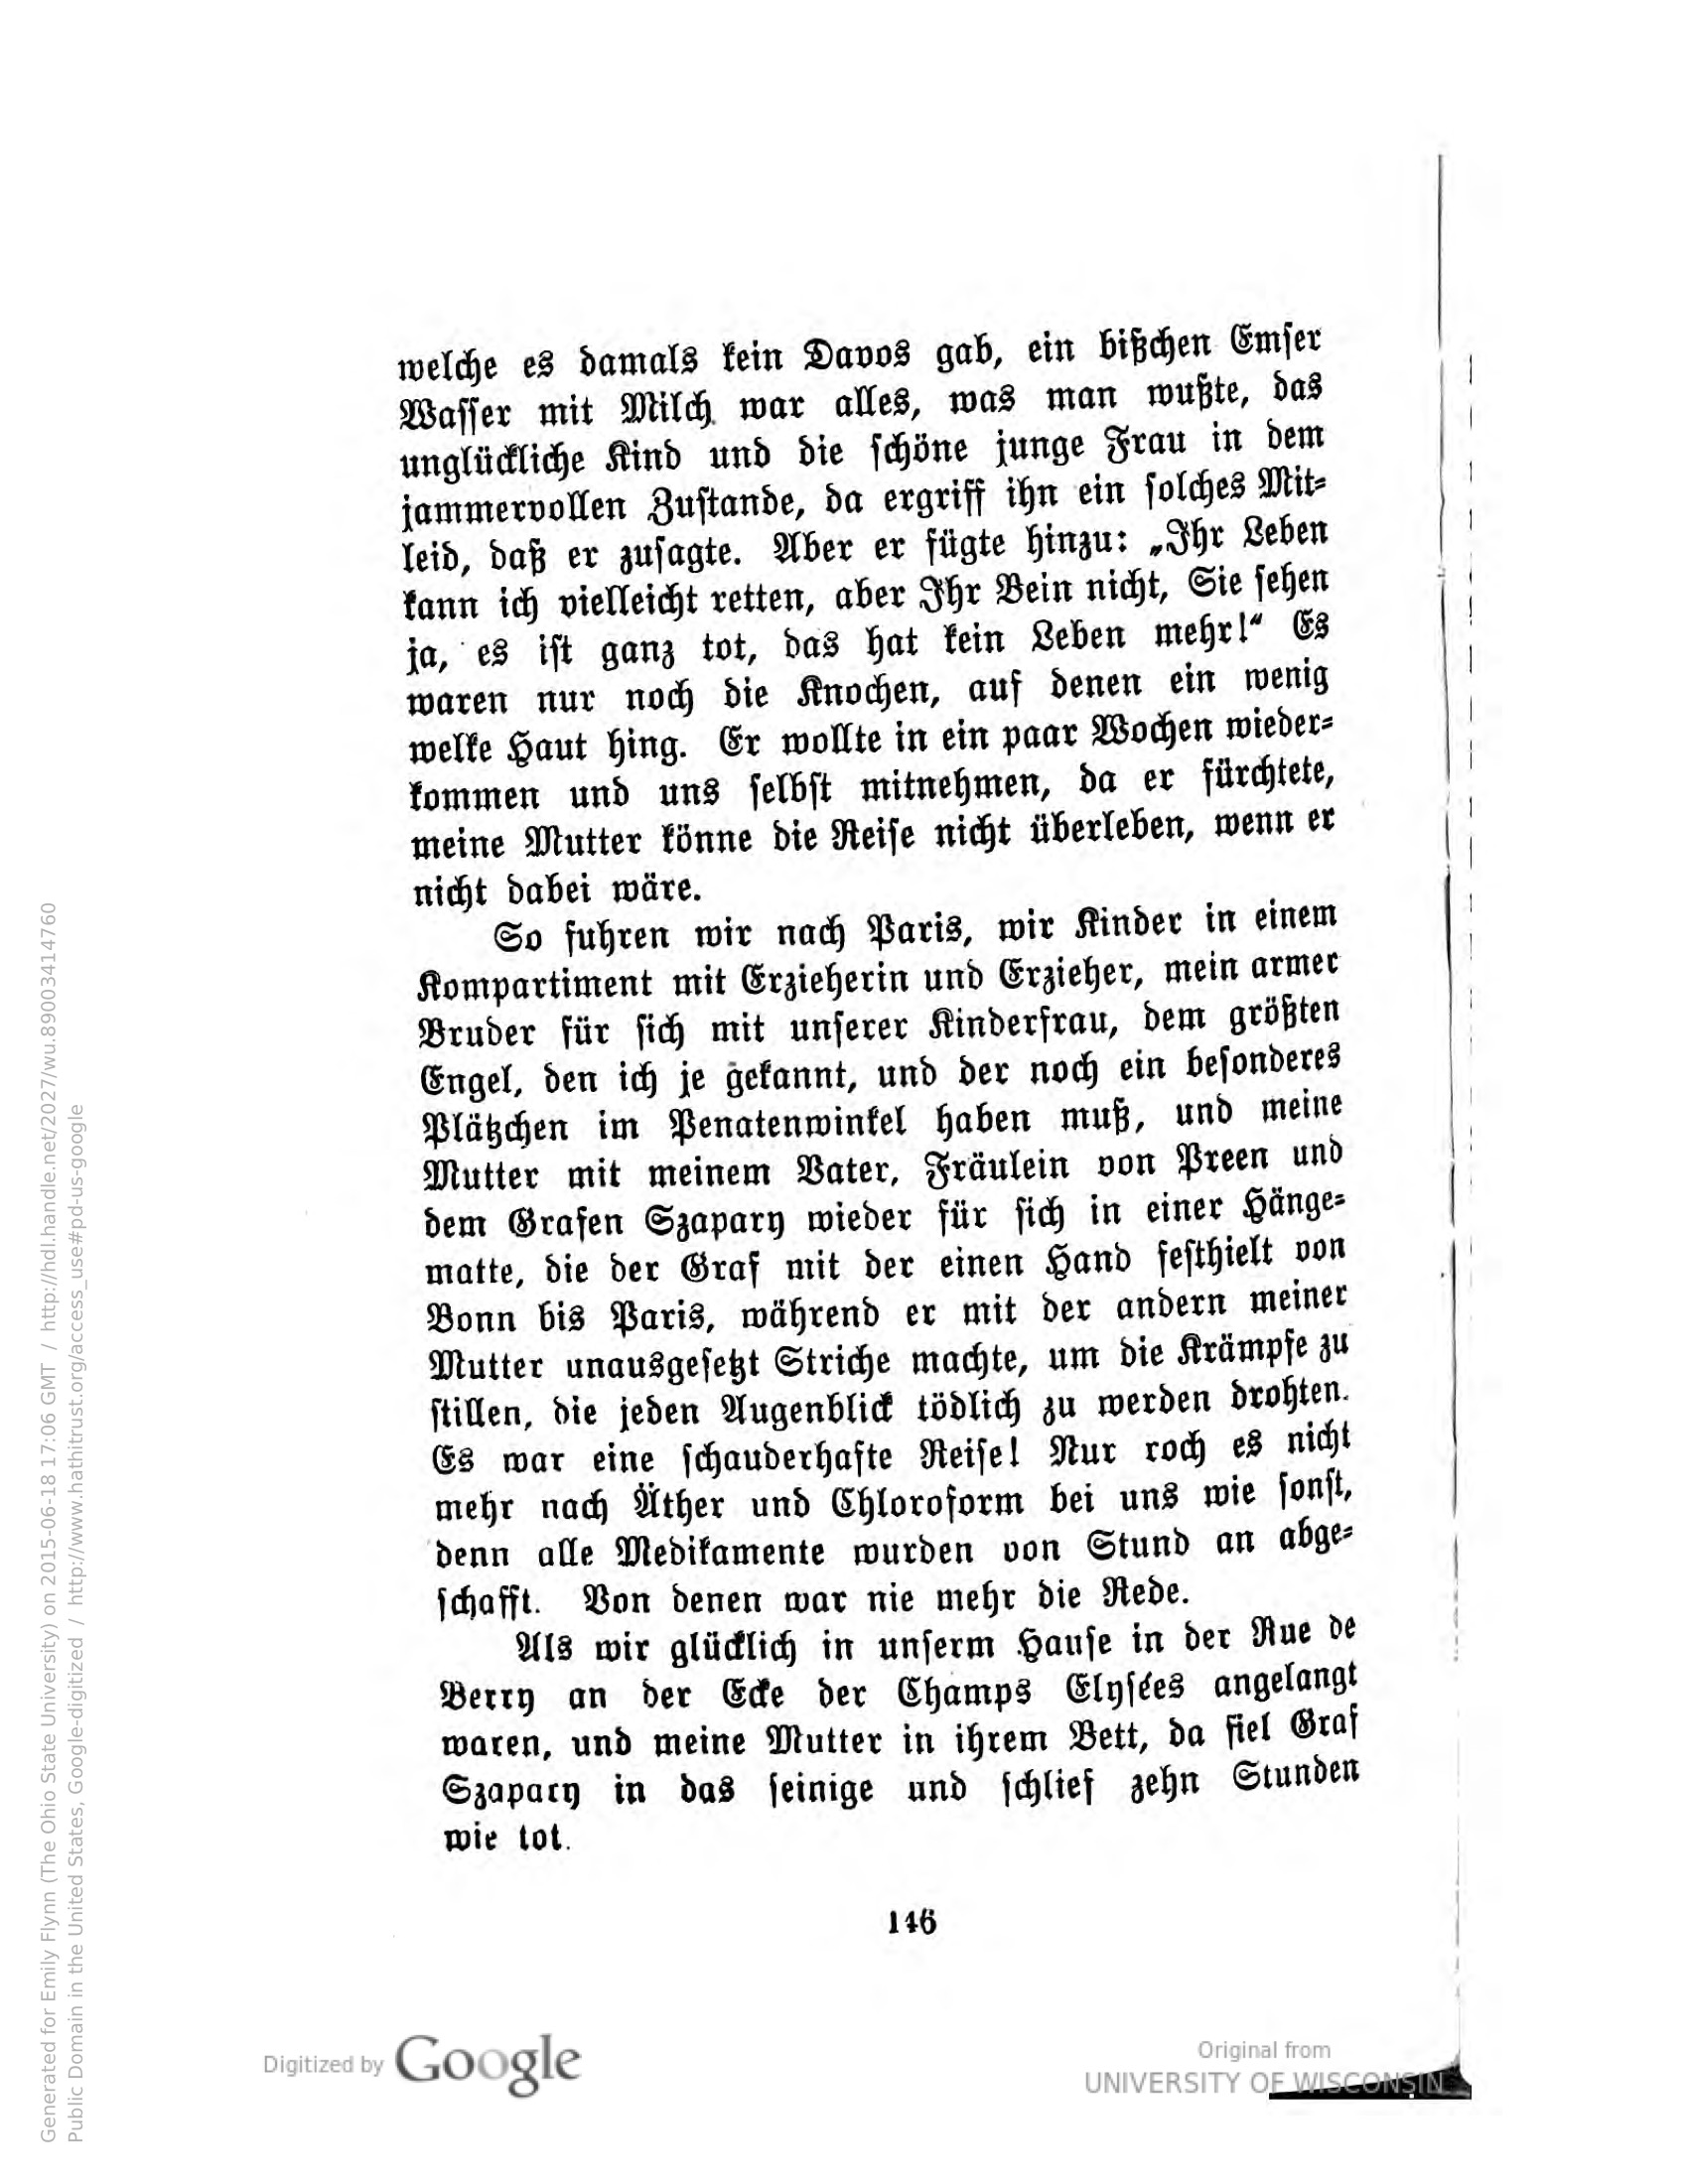 welche es damals kein Davos gab, ein bißchen Emser
Wasser mit Milch war alles, was man wußte, das
unglückliche Kind und die schöne junge Frau in dem
jammervollen Zustande, da ergriff ihn ein solches Mit-
leid, daß er zusagte. Aber er fügte hinzu: „Ihr Leben
kann ich vielleicht retten, aber Ihr Bein nicht, Sie sehen
ja, es ist ganz tot, das hat kein Leben mehr!“ Es
waren nur noch die Knochen, auf denen ein wenig
welke Haut hing. Er wollte in ein paar Wochen wieder-
kommen und uns selbst mitnehmen, da er fürchtete,
meine Mutter könne die Reise nicht überleben, wenn er
nicht dabei wäre.
So fuhren wir nach Paris, wir Kinder in einem
Kompartiment mit Erzieherin und Erzieher, mein armer
Bruder für sich mit unserer Kinderfrau, dem größten
Engel, den ich je gekannt, und der noch ein besonderes
Plätzchen im Penatenwinkel haben muß, und meine
Mutter mit meinem Vater, Fräulein von Preen und
dem Grafen Szapary wieder für sich in einer Hänge-
matte, die der Graf mit der einen Hand festhielt von
Bonn bis Paris, während er mit der andern meiner
Mutter unausgesetzt Striche machte, um die Krämpfe zu
stillen, die jeden Augenblick tödlich zu werden drohten.
Es war eine schauderhafte Reise! Nur roch es nicht
mehr nach Äther und Chloroform bei uns wie sonst,
denn alle Medikamente wurden von Stund an abge-
schafft. Von denen war nie mehr die Rede.
Als wir glücklich in unserm Hause in der Rue de
Berry an der Ecke der Champs Elysées angelangt
waren, und meine Mutter in ihrem Bett, da fiel Graf
Szapary in das seinige und schlief zehn Stunden
wie tot.
146
Digitized by Google
Original from
UNIVERSITY OF WISCONSIN
Generated for Emily Flynn (The Ohio State University) on 2015-06-18 17:06 GMT / http://hdl.handle.net/2027/wu.89003414760
Public Domain in the United States, Google-digitized / http://www.hathitrust.org/access_use#pd-us-google